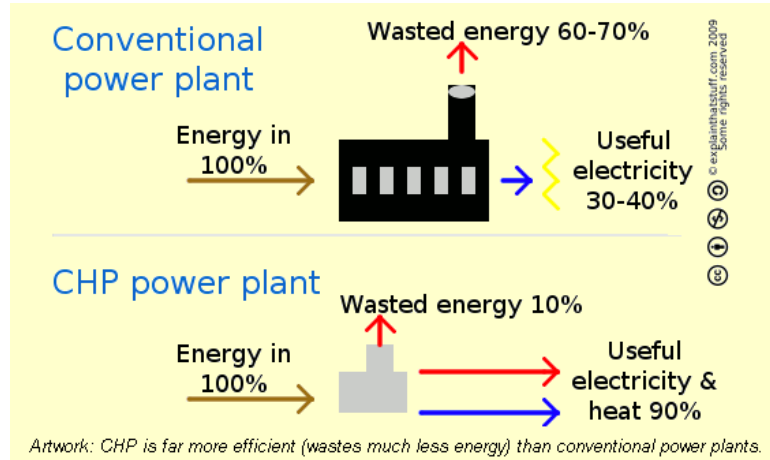 Conventional
power plant
Wasted energy 60-70%
Energy in
100%
Useful
electricity
30-40%
© explainthatstuff.com 2009
Some rights reserved
CHP power plant
Wasted energy 10%
Energy in
100%
Useful
electricity &
heat 90%
Artwork: CHP is far more efficient (wastes much less energy) than conventional power plants.